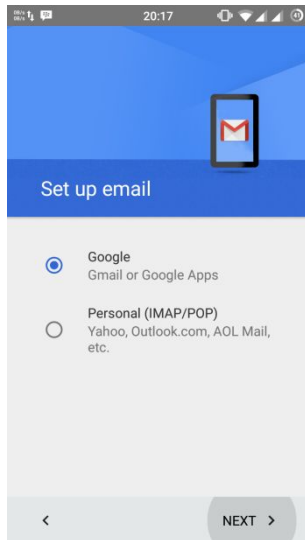 20:17
Set up email
Google
Gmail or Google Apps
Personal (IMAP/POP)
Yahoo, Outlook.com, AOL Mail,
etc.
NEXT